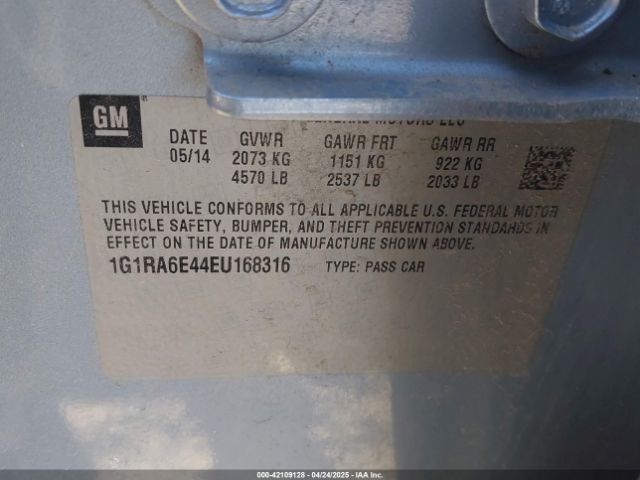 GM
MOTORS LLC
DATE GVWR GAWR FRT GAWR RR
05/14 2073 KG 1151 KG 922 KG
4570 LB 2537 LB 2033 LB
THIS VEHICLE CONFORMS TO ALL APPLICABLE U.S. FEDERAL MOTOR
VEHICLE SAFETY, BUMPER, AND THEFT PREVENTION STANDARDS IN
EFFECT ON THE DATE OF MANUFACTURE SHOWN ABOVE.
1G1RA6E44EU168316 TYPE: PASS CAR
000-42109128 - 04/24/2025 - IAA, Inc.